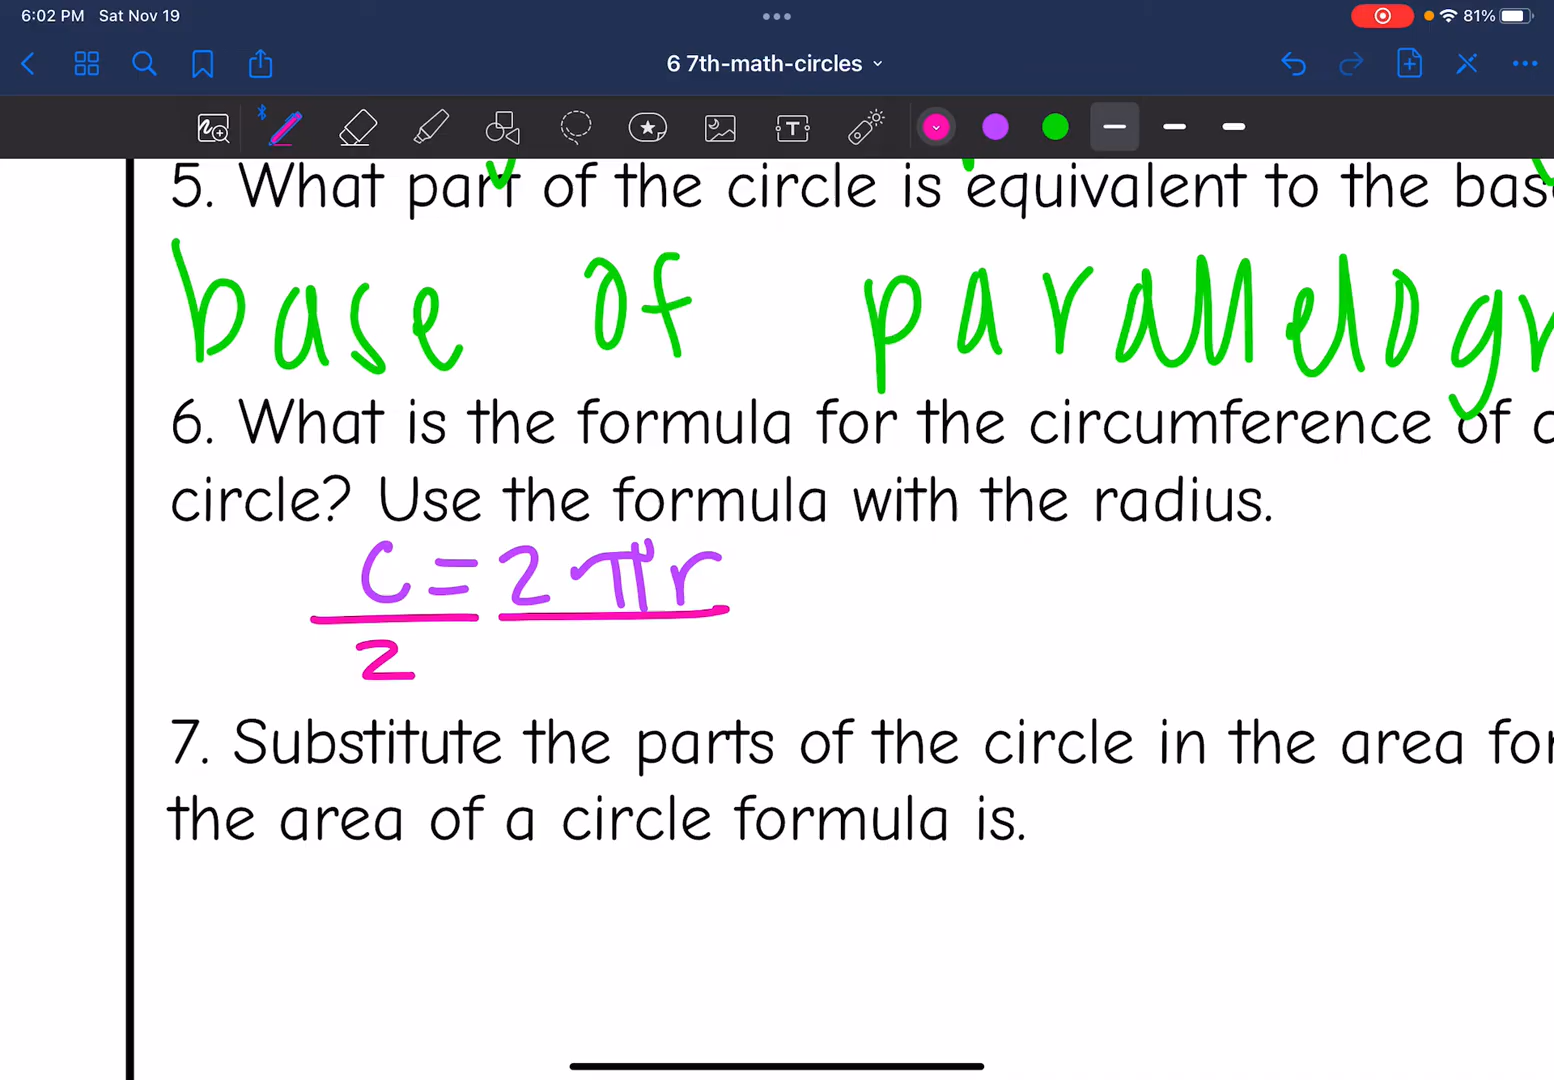 6:02 PM Sat Nov 19
81%
6 7th-math-circles
T
5. What part of the circle is equivalent to the bas
base of parallelogr
6. What is the formula for the circumference of a
circle? Use the formula with the radius.
C = 2πr
2
7. Substitute the parts of the circle in the area for
the area of a circle formula is.